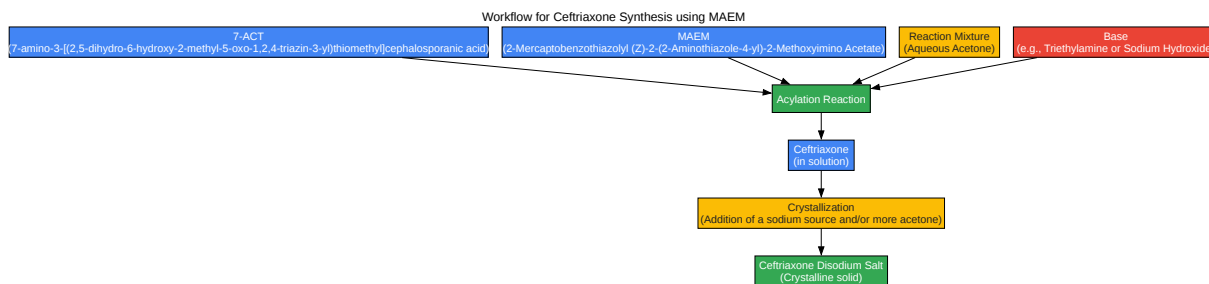 Workflow for Ceftriaxone Synthesis using MAEM
7-ACT
(7-amino-3-[(2,5-dihydro-6-hydroxy-2-methyl-5-oxo-1,2,4-triazin-3-yl)thiomethyl]cephalosporanic acid)
MAEM
(2-Mercaptobenzothiazolyl (Z)-2-(2-Aminothiazole-4-yl)-2-Methoxyimino Acetate)
Reaction Mixture
(Aqueous Acetone)
Base
(e.g., Triethylamine or Sodium Hydroxide
Acylation Reaction
Ceftriaxone
(in solution)
Crystallization
(Addition of a sodium source and/or more acetone)
Ceftriaxone Disodium Salt
(Crystalline solid)